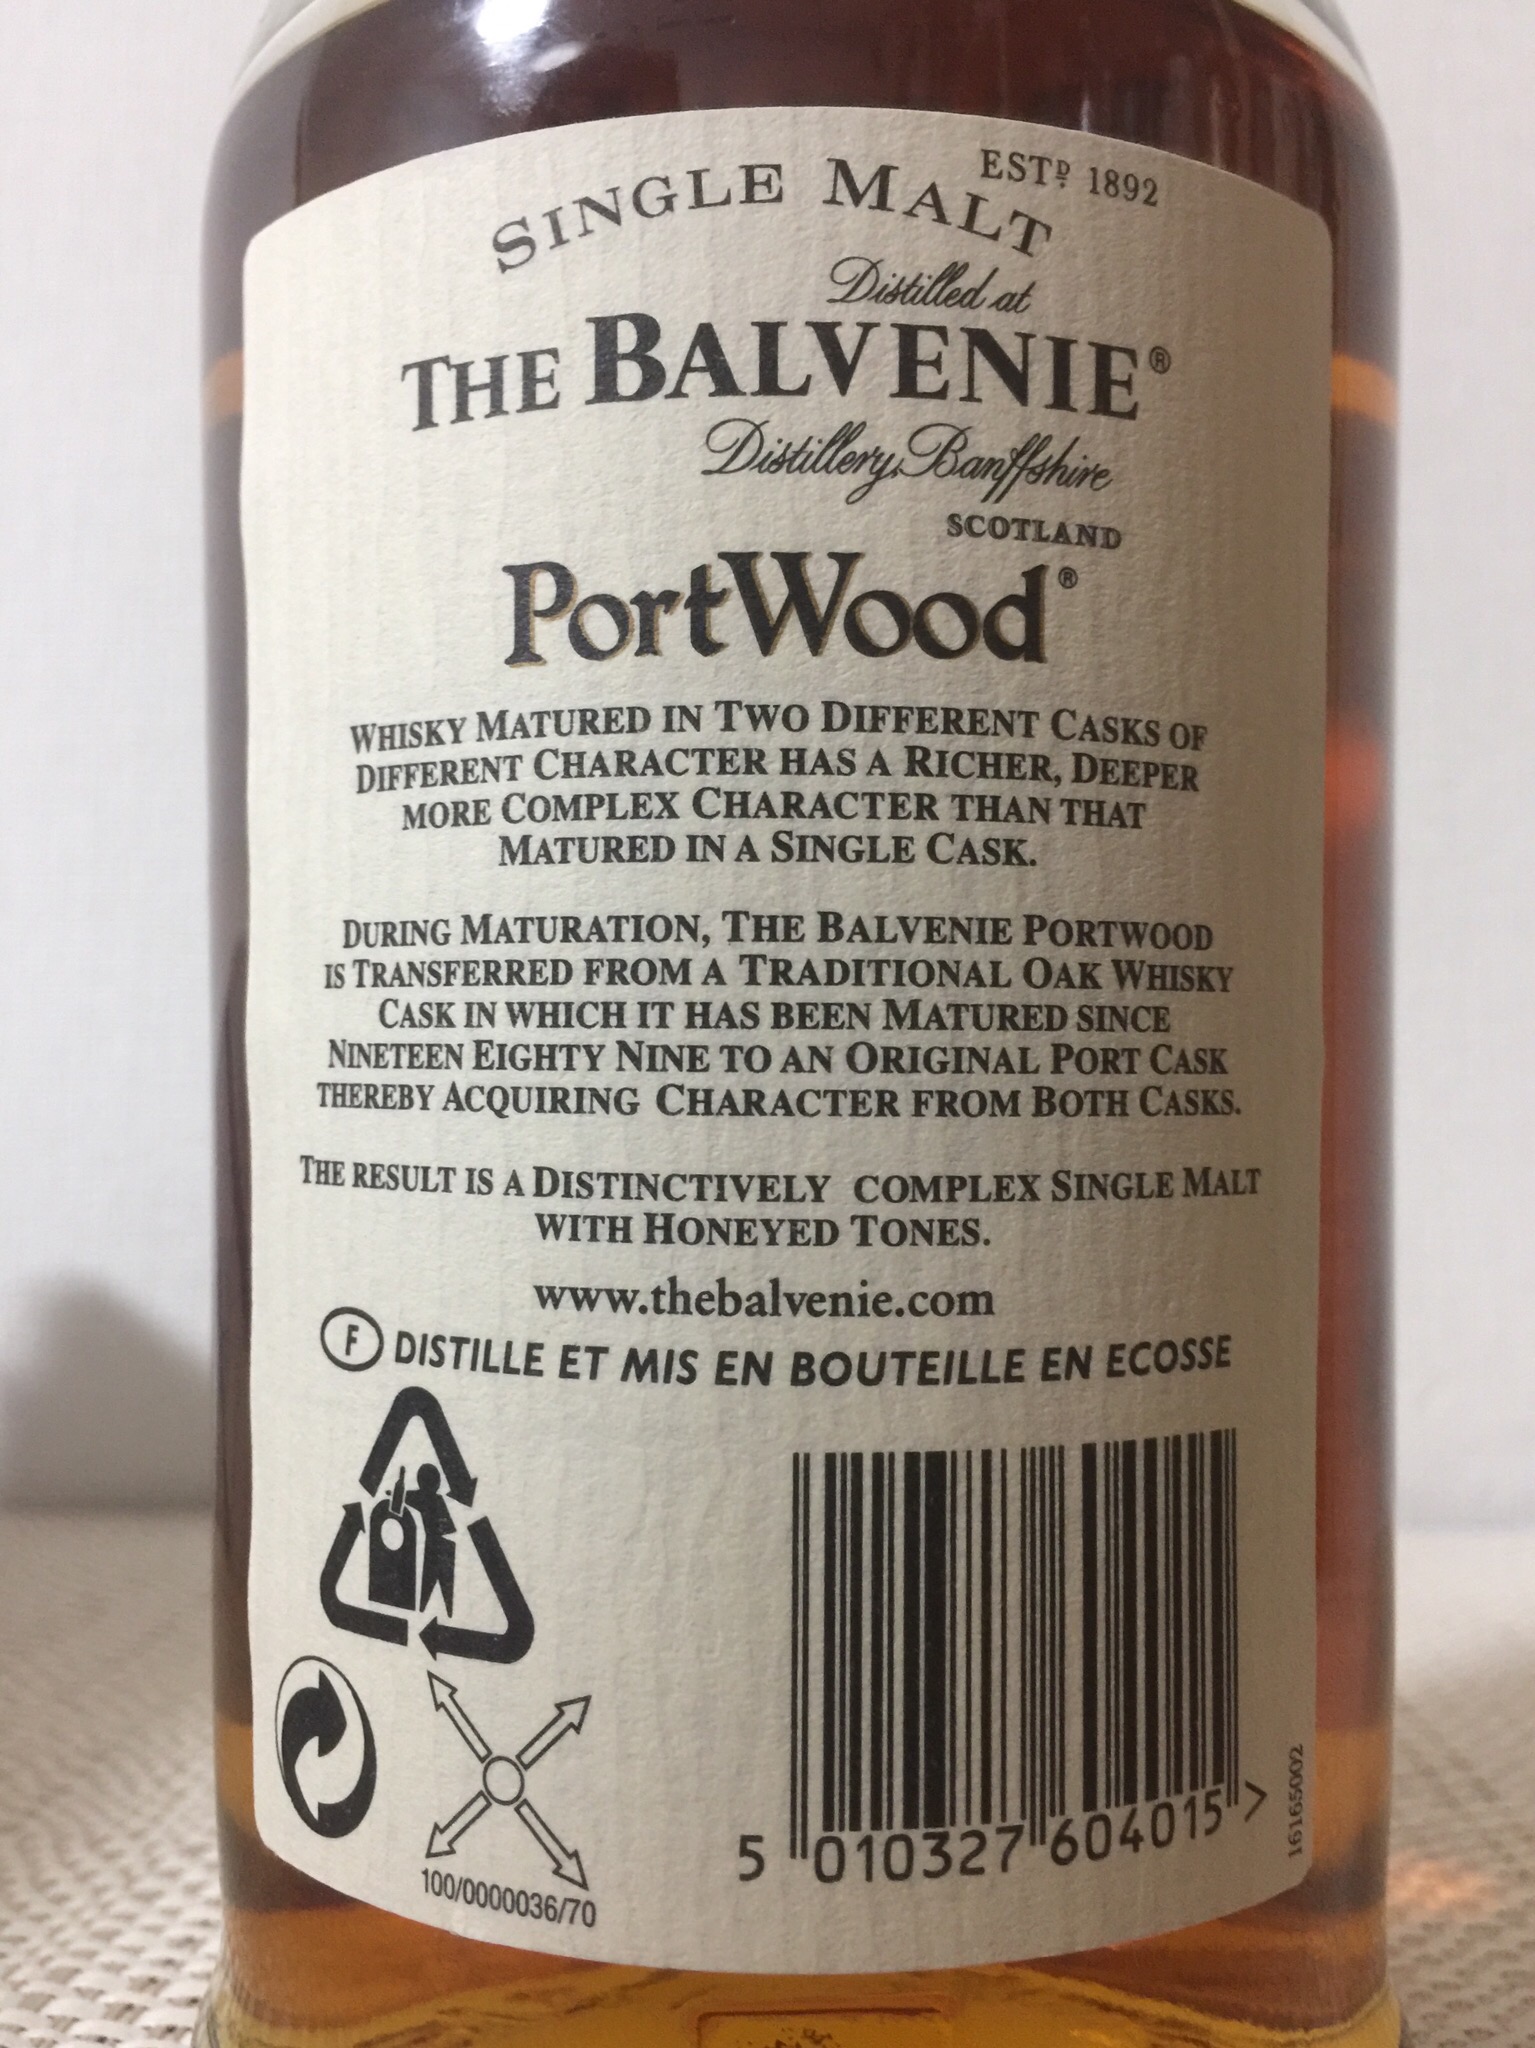 SINGLE MALT
ESTD 1892
Distilled at
THE BALVENIE®
Distillery, Banffshire
SCOTLAND
PortWood®
WHISKY MATURED IN TWO DIFFERENT CASKS OF
DIFFERENT CHARACTER HAS A RICHER, DEEPER
MORE COMPLEX CHARACTER THAN THAT
MATURED IN A SINGLE CASK.
DURING MATURATION, THE BALVENIE PORTWOOD
IS TRANSFERRED FROM A TRADITIONAL OAK WHISKY
CASK IN WHICH IT HAS BEEN MATURED SINCE
NINETEEN EIGHTY NINE TO AN ORIGINAL PORT CASK
THEREBY ACQUIRING CHARACTER FROM BOTH CASKS.
THE RESULT IS A DISTINCTIVELY COMPLEX SINGLE MALT
WITH HONEYED TONES.
www.thebalvenie.com
F DISTILLE ET MIS EN BOUTEILLE EN ECOSSE
100/0000036/70
5 010327 604015 >
16165002